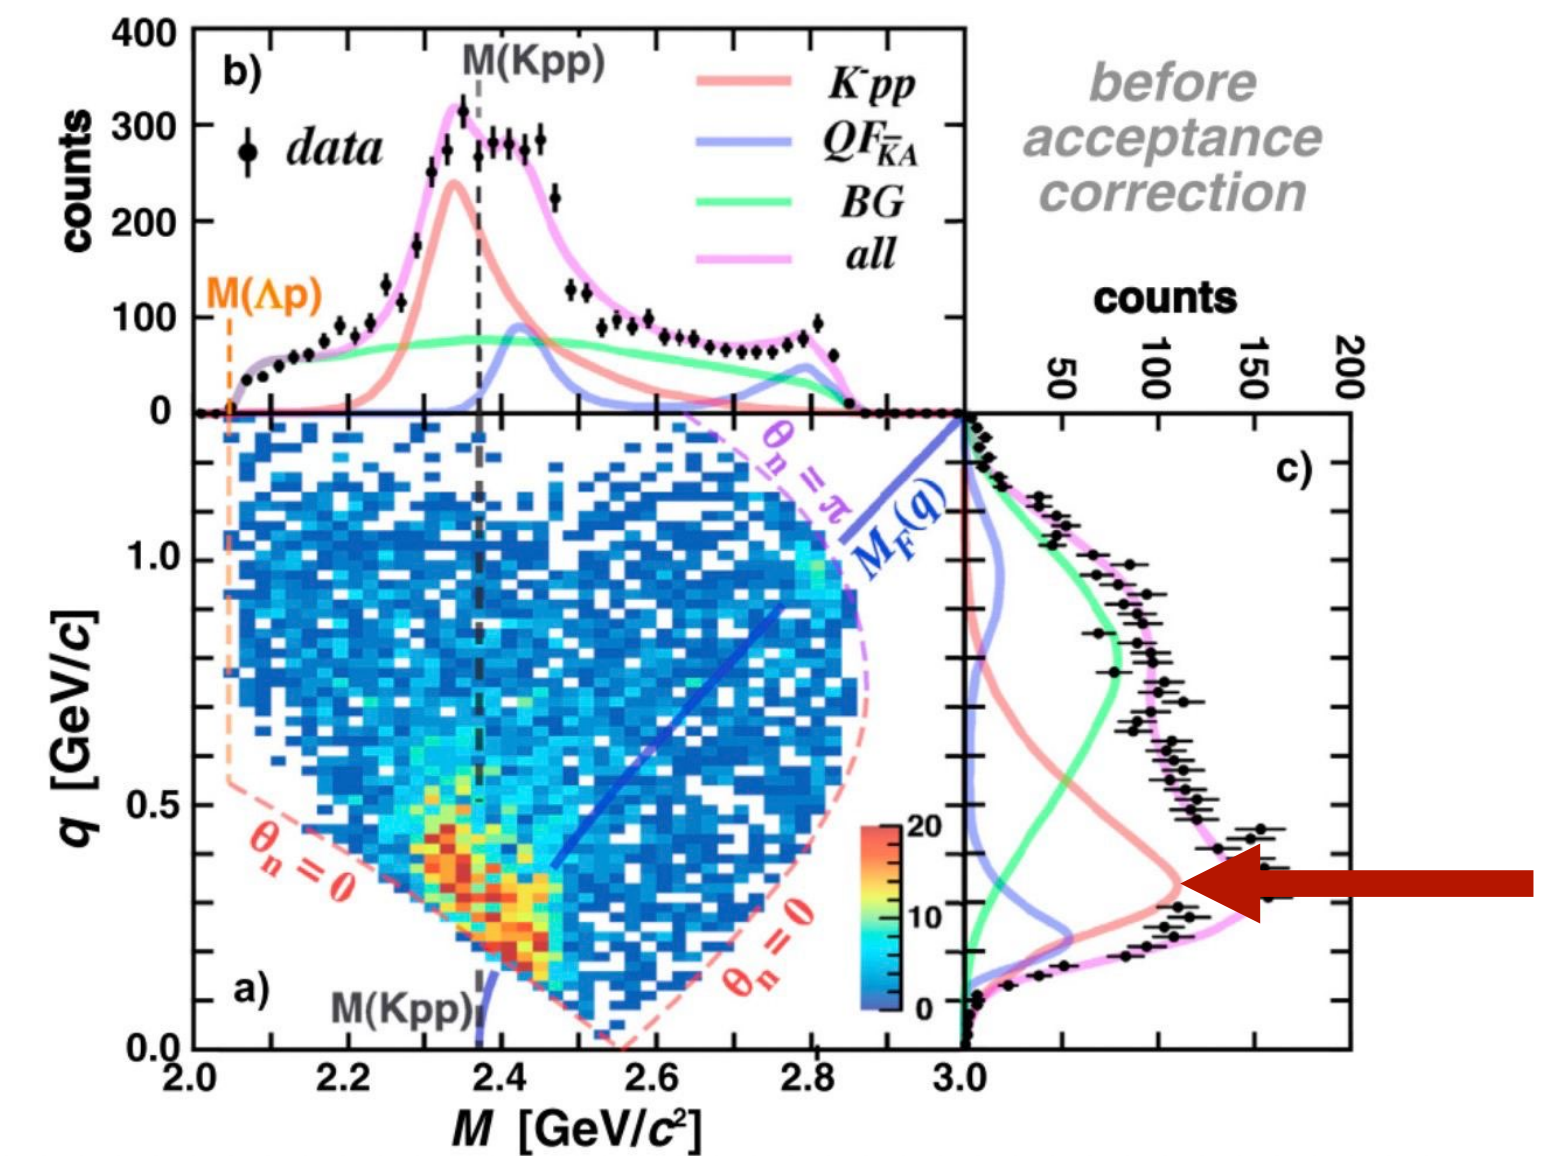 400
300
200
100
0
counts
b)
data
M(Kpp)
M(Λp)
K⁻pp
QF_K̅A
BG
all
before
acceptance
correction
counts
50
100
150
200
c)
1.0
0.5
0.0
q [GeV/c]
θₙ = π
M_F(q)
θₙ = 0
θₙ = 0
20
10
0
a)
M(Kpp)
2.0
2.2
2.4
2.6
2.8
3.0
M [GeV/c²]